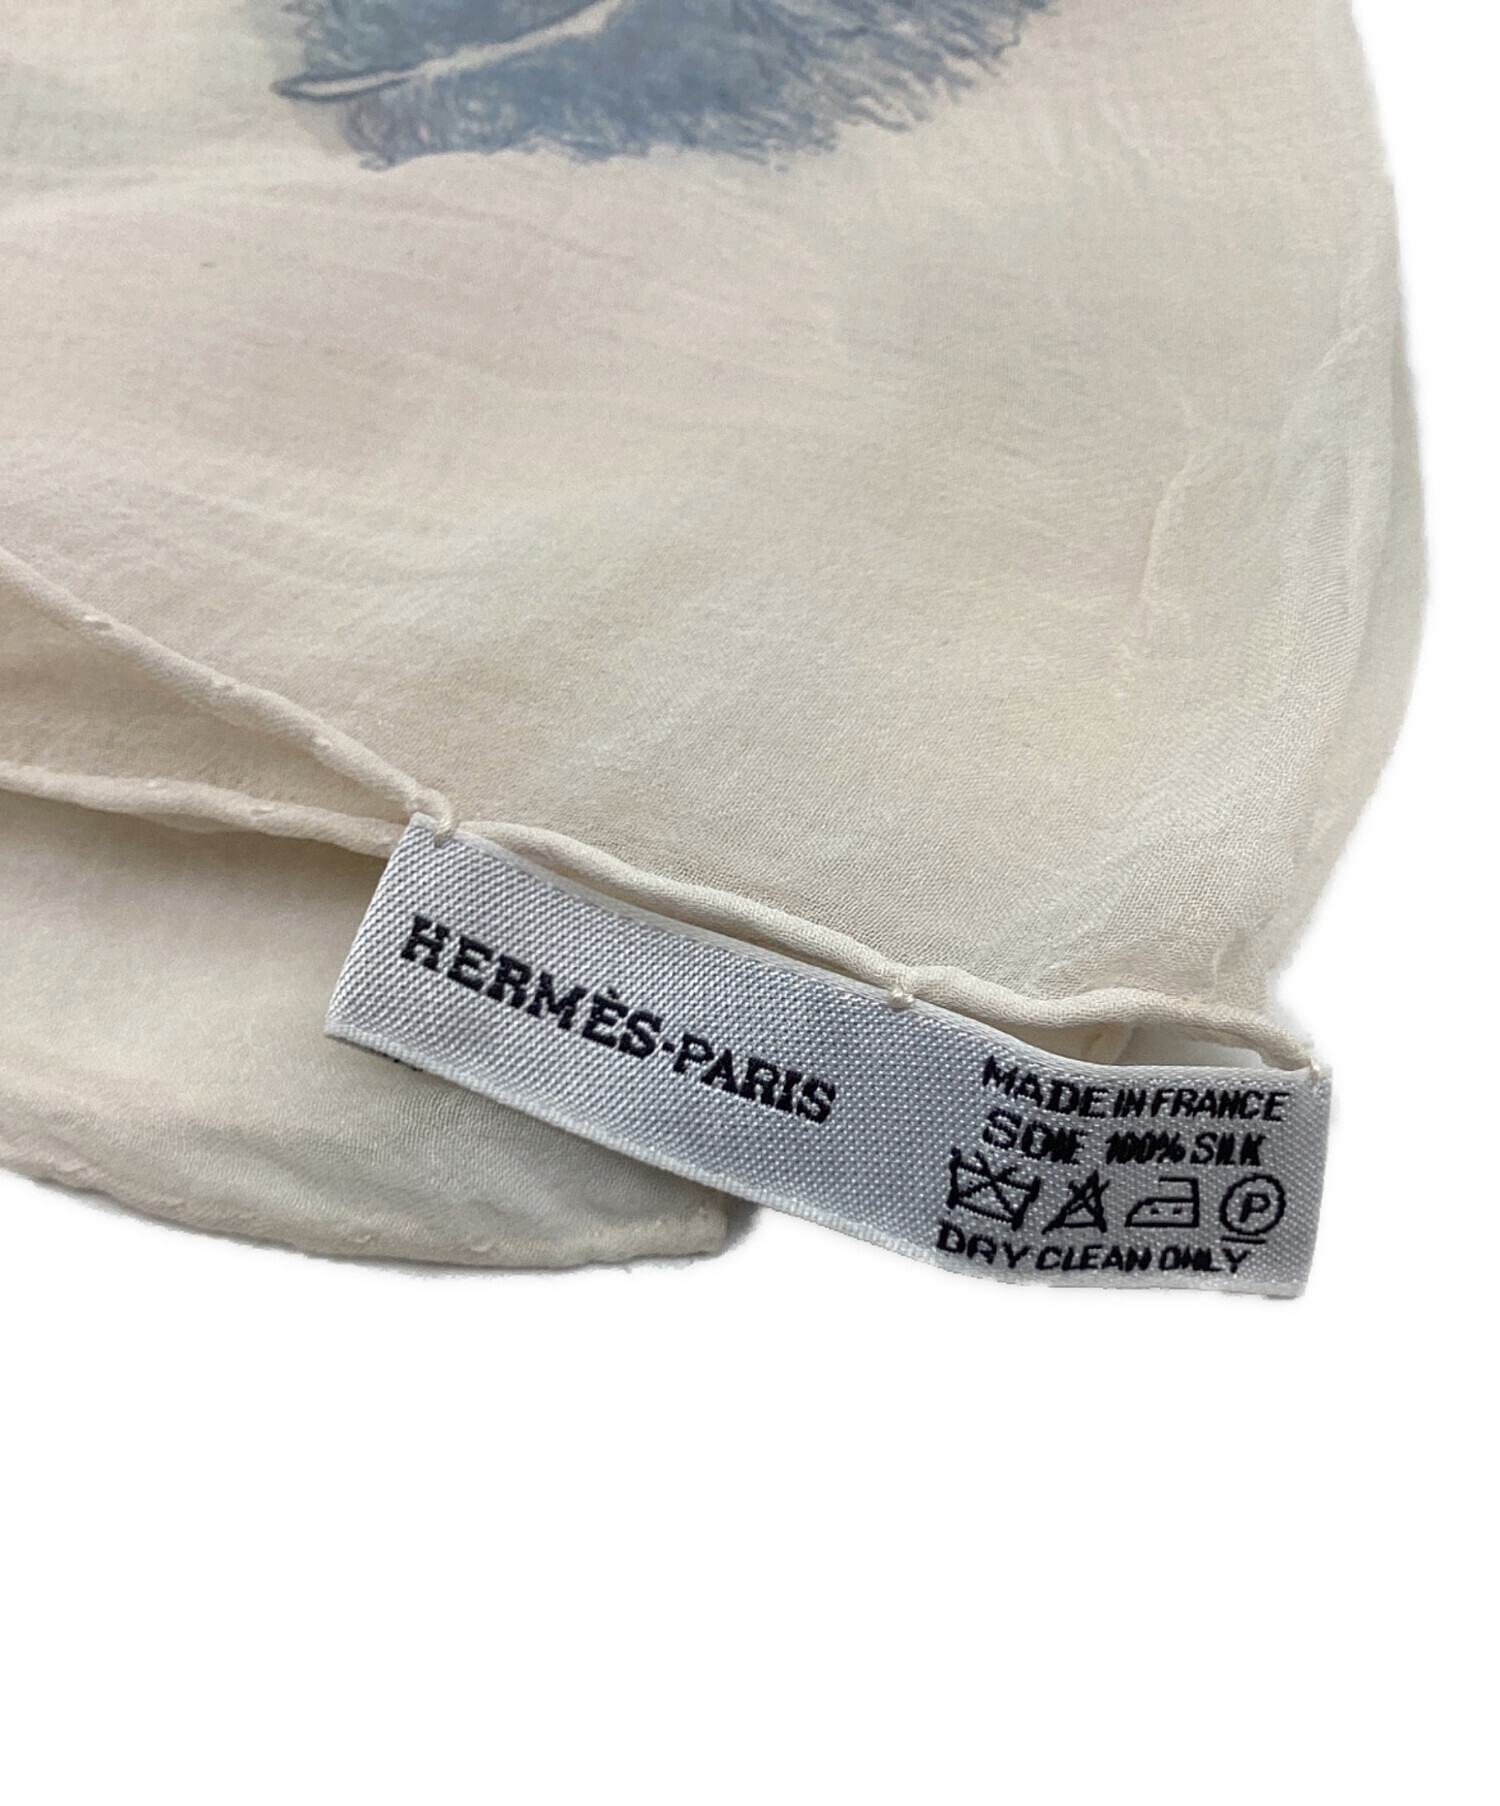 HERMÈS-PARIS
MADE IN FRANCE
SOIE 100% SILK
P
DRY CLEAN ONLY